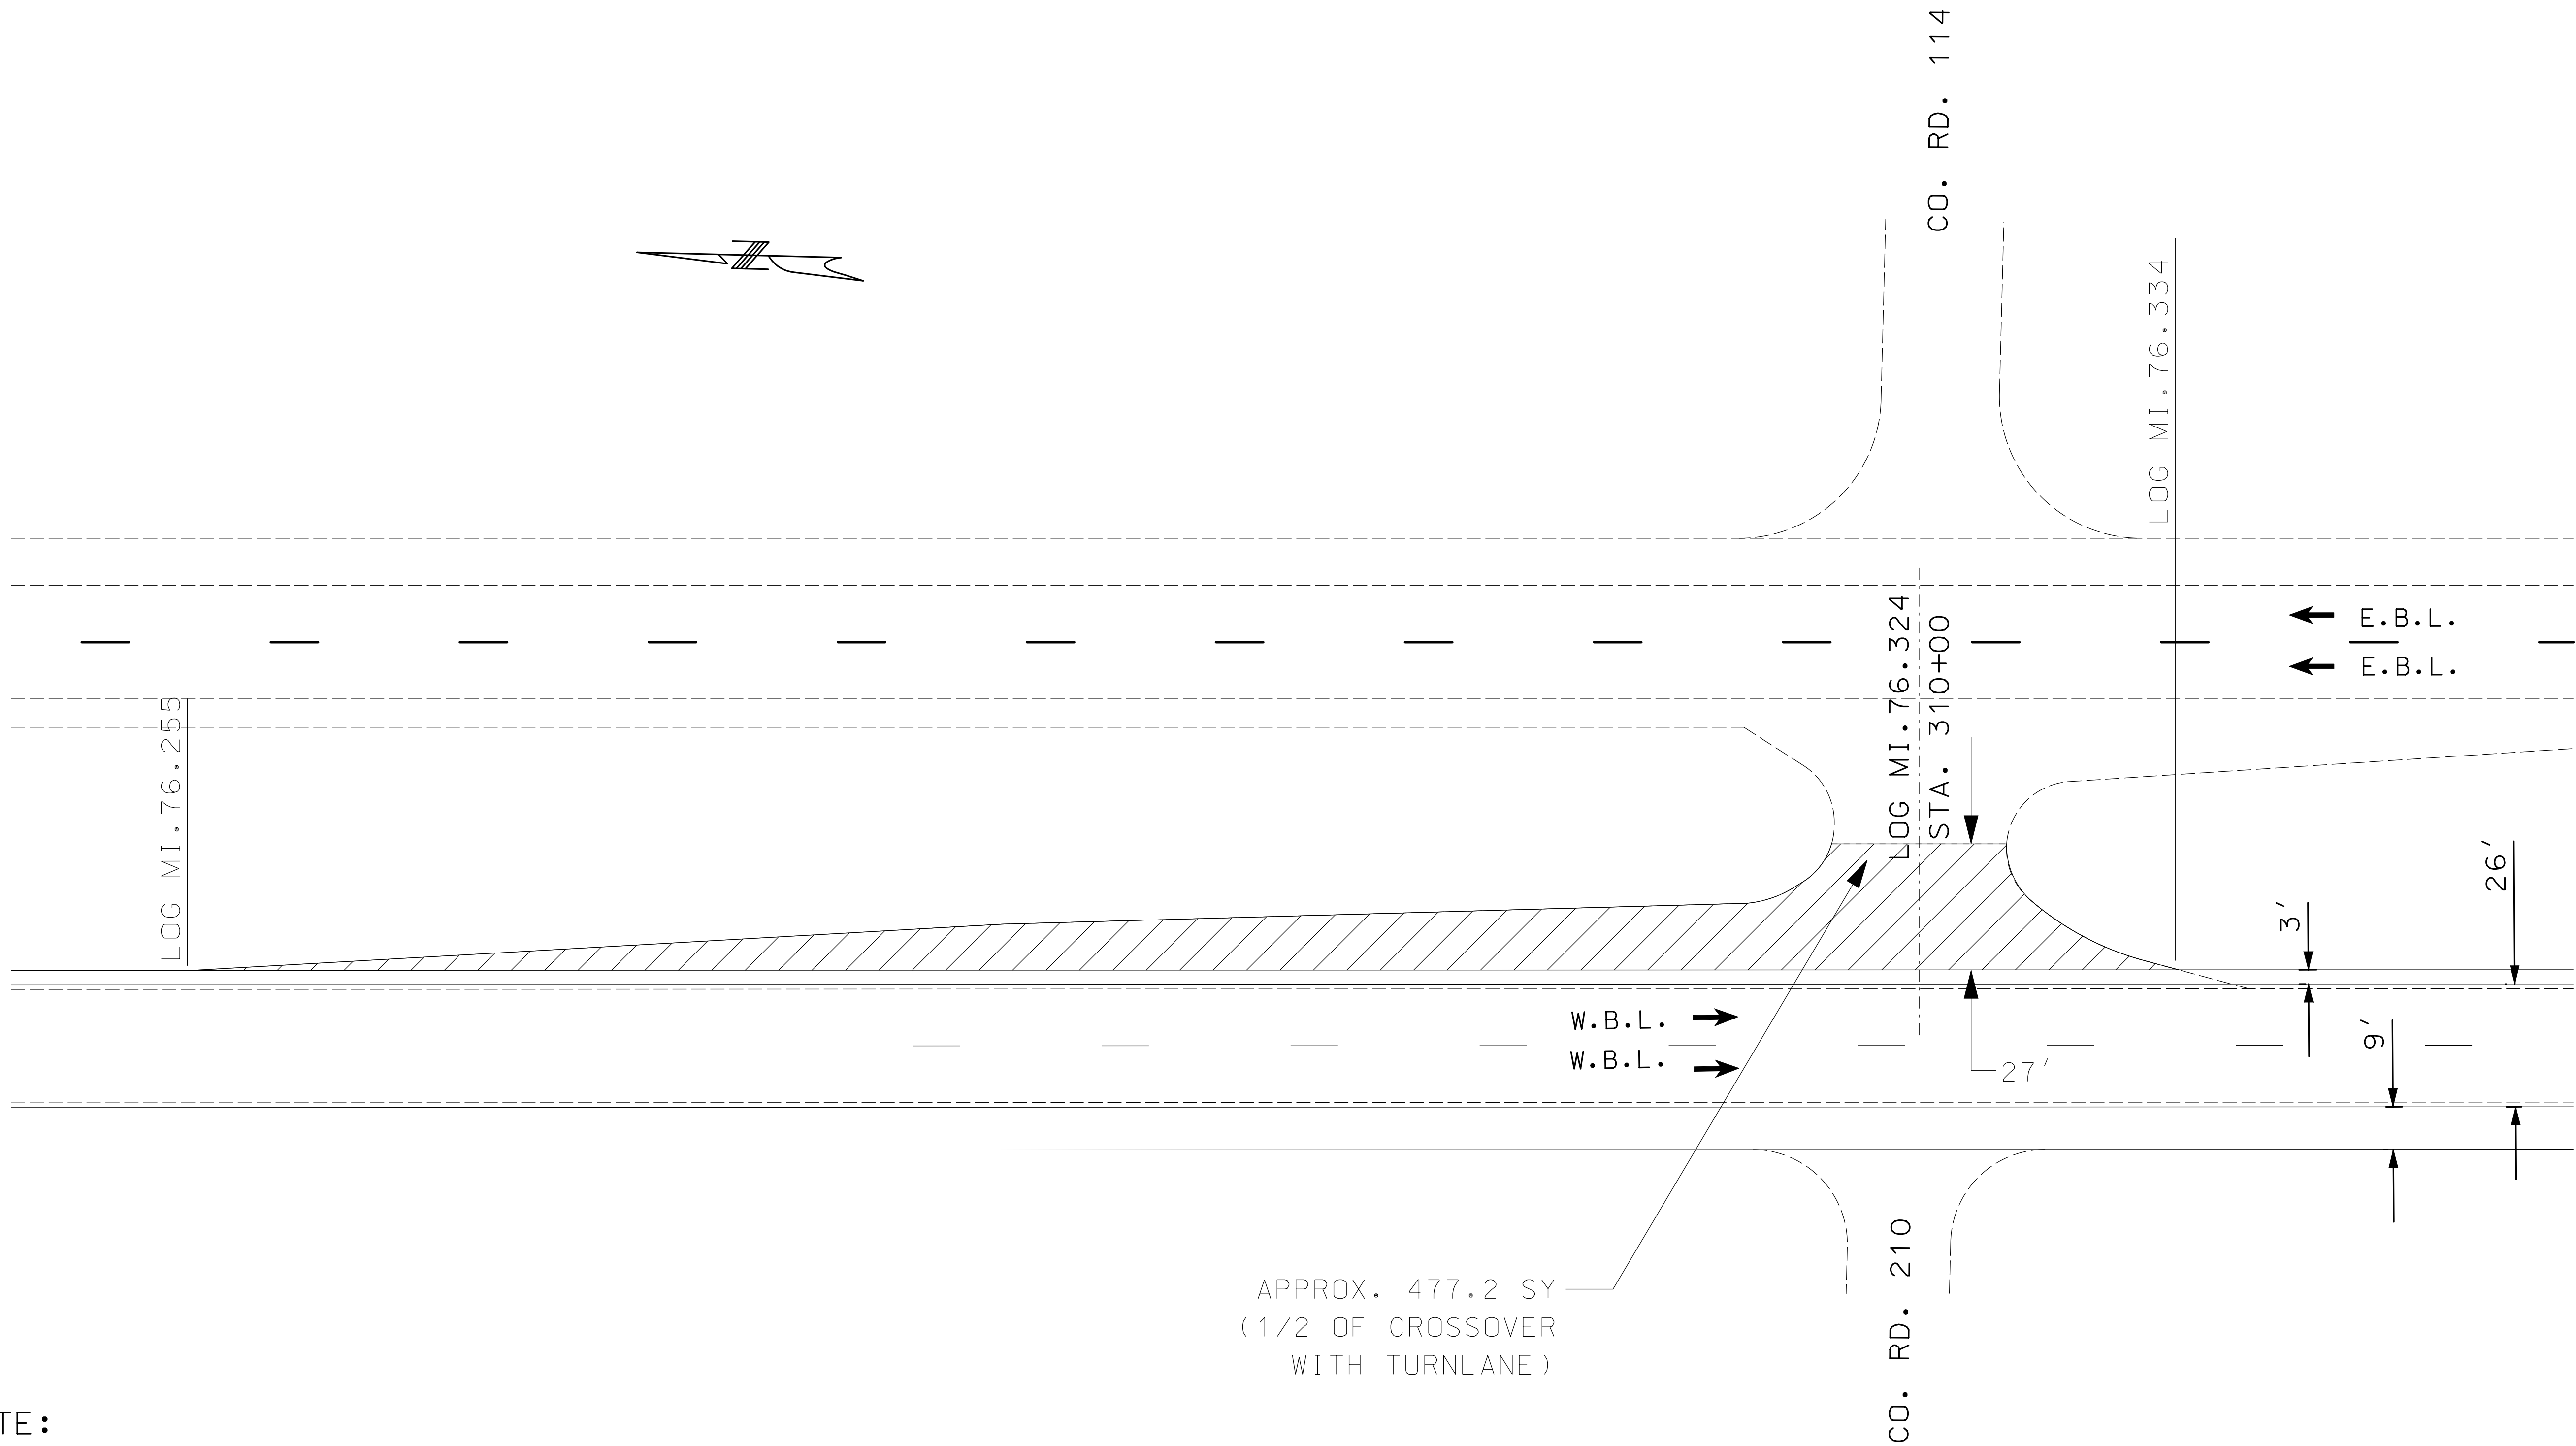 CO. RD. 114
LOG MI.76.334
E.B.L.
E.B.L.
LOG MI.76.324
STA. 310+00
LOG MI.76.255
26'
3'
9'
W.B.L.
W.B.L.
27'
APPROX. 477.2 SY
(1/2 OF CROSSOVER
WITH TURNLANE)
CO. RD. 210
TE: